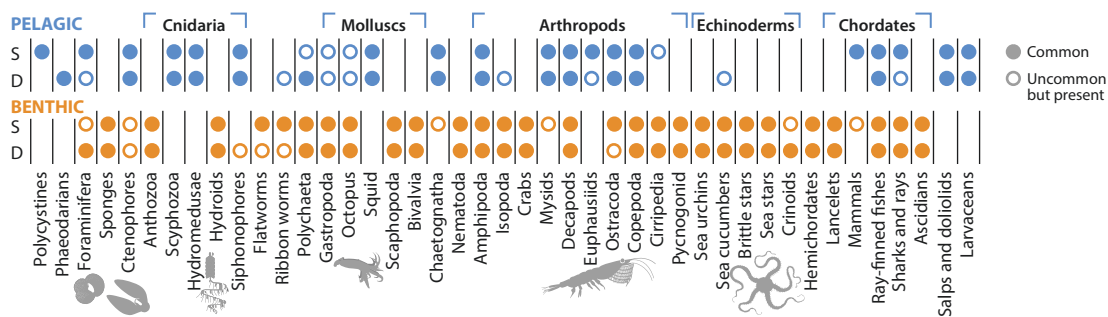 PELAGIC
Cnidaria
Molluscs
Arthropods
Echinoderms
Chordates
S
D
Common
Uncommon
but present
BENTHIC
S
D
Polycystines
Phaeodarians
Foraminifera
Sponges
Ctenophores
Anthozoa
Scyphozoa
Hydromedusae
Hydroids
Siphonophores
Flatworms
Ribbon worms
Polychaeta
Gastropoda
Octopus
Squid
Scaphopoda
Bivalvia
Chaetognatha
Nematoda
Amphipoda
Isopoda
Crabs
Mysids
Decapods
Euphausiids
Ostracoda
Copepoda
Cirripedia
Pycnogonid
Sea urchins
Sea cucumbers
Brittle stars
Sea stars
Crinoids
Hemichordates
Lancelets
Mammals
Ray-finned fishes
Sharks and rays
Ascidians
Salps and doliolids
Larvaceans